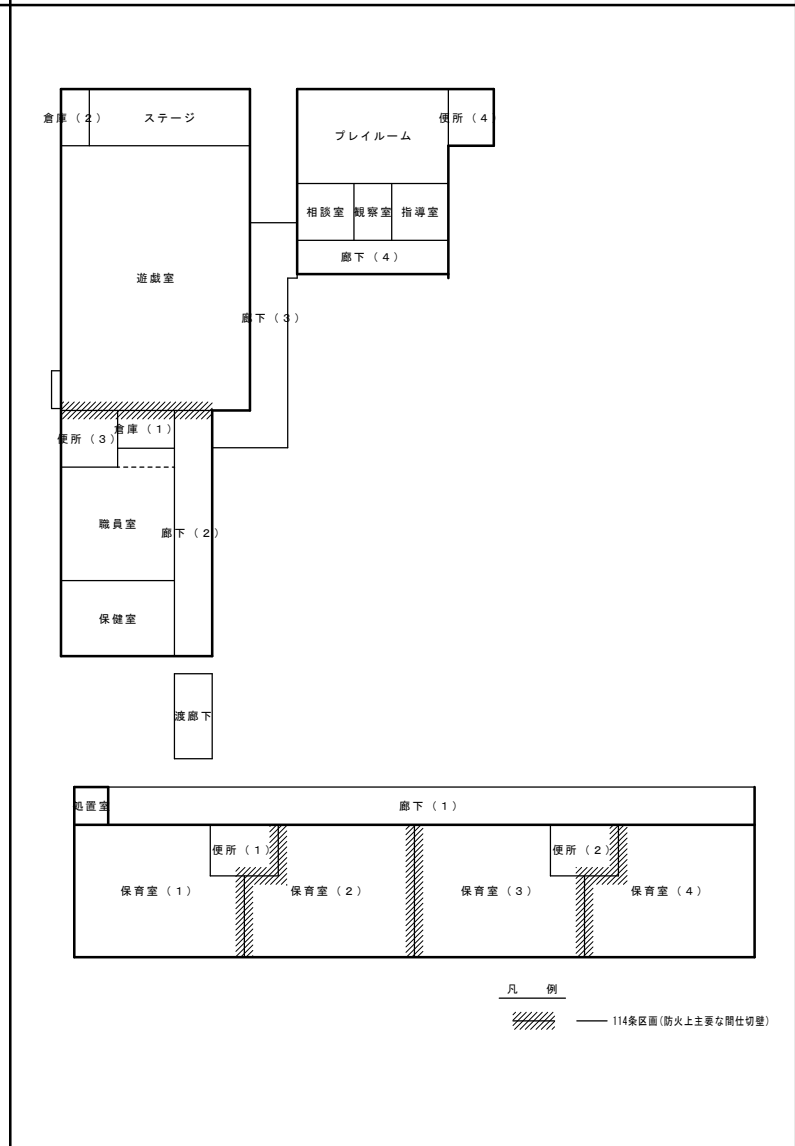 倉庫（2） ステージ
プレイルーム 便所（4）
相談室 観察室 指導室
廊下（4）
遊戯室
廊下（3）
便所（3） 倉庫（1）
職員室 廊下（2）
保健室
渡廊下
処置室 廊下（1）
便所（1） 便所（2）
保育室（1） 保育室（2） 保育室（3） 保育室（4）
凡　例
114条区画(防火上主要な間仕切壁)